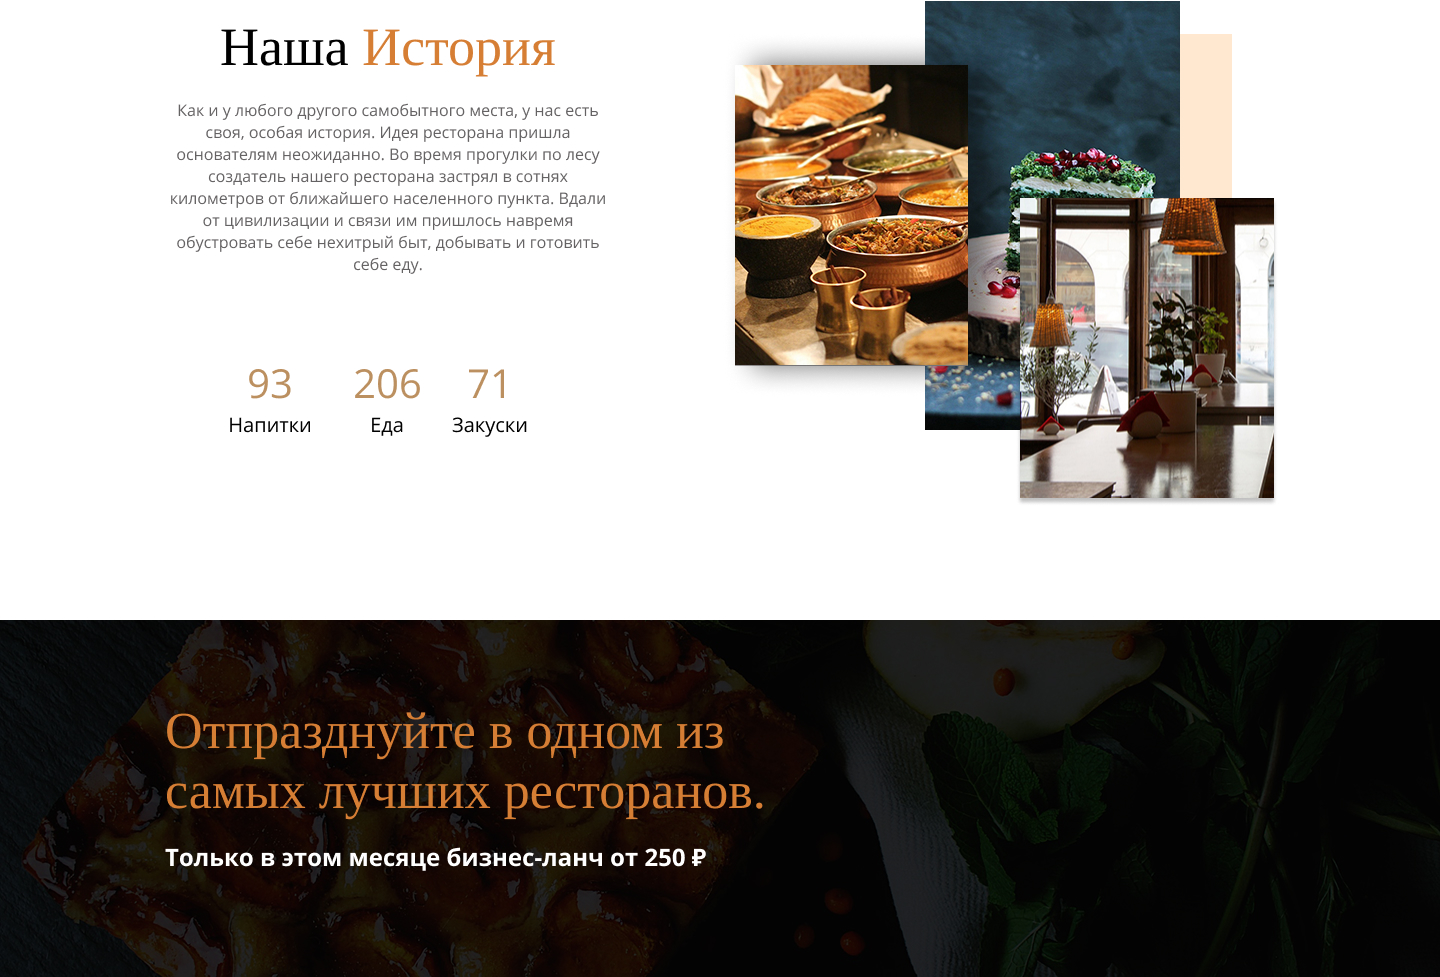 Наша История
Как и у любого другого самобытного места, у нас есть
своя, особая история. Идея ресторана пришла
основателям неожиданно. Во время прогулки по лесу
создатель нашего ресторана застрял в сотнях
километров от ближайшего населенного пункта. Вдали
от цивилизации и связи им пришлось навремя
обустровать себе нехитрый быт, добывать и готовить
себе еду.
93 206 71
Напитки Еда Закуски
Отпразднуйте в одном из
самых лучших ресторанов.
Только в этом месяце бизнес-ланч от 250 ₽